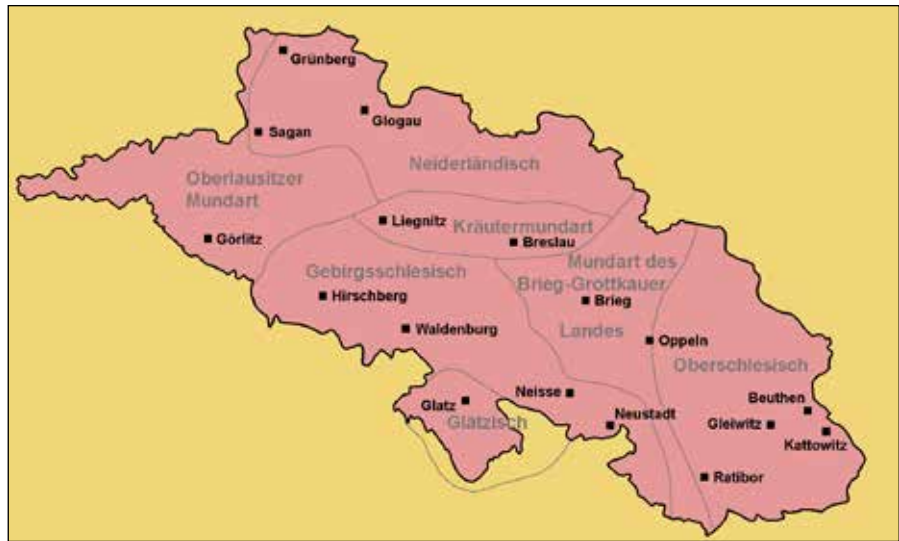 Grünberg
Glogau
Sagan
Neiderländisch
Oberlausitzer
Mundart
Liegnitz
Kräutermundart
Görlitz
Breslau
Mundart des
Brieg-Grottkauer
Gebirgsschlesisch
Hirschberg
Brieg
Waldenburg
Landes
Oppeln
Oberschlesisch
Neisse
Beuthen
Glatz
Neustadt
Glätzisch
Gleiwitz
Kattowitz
Ratibor